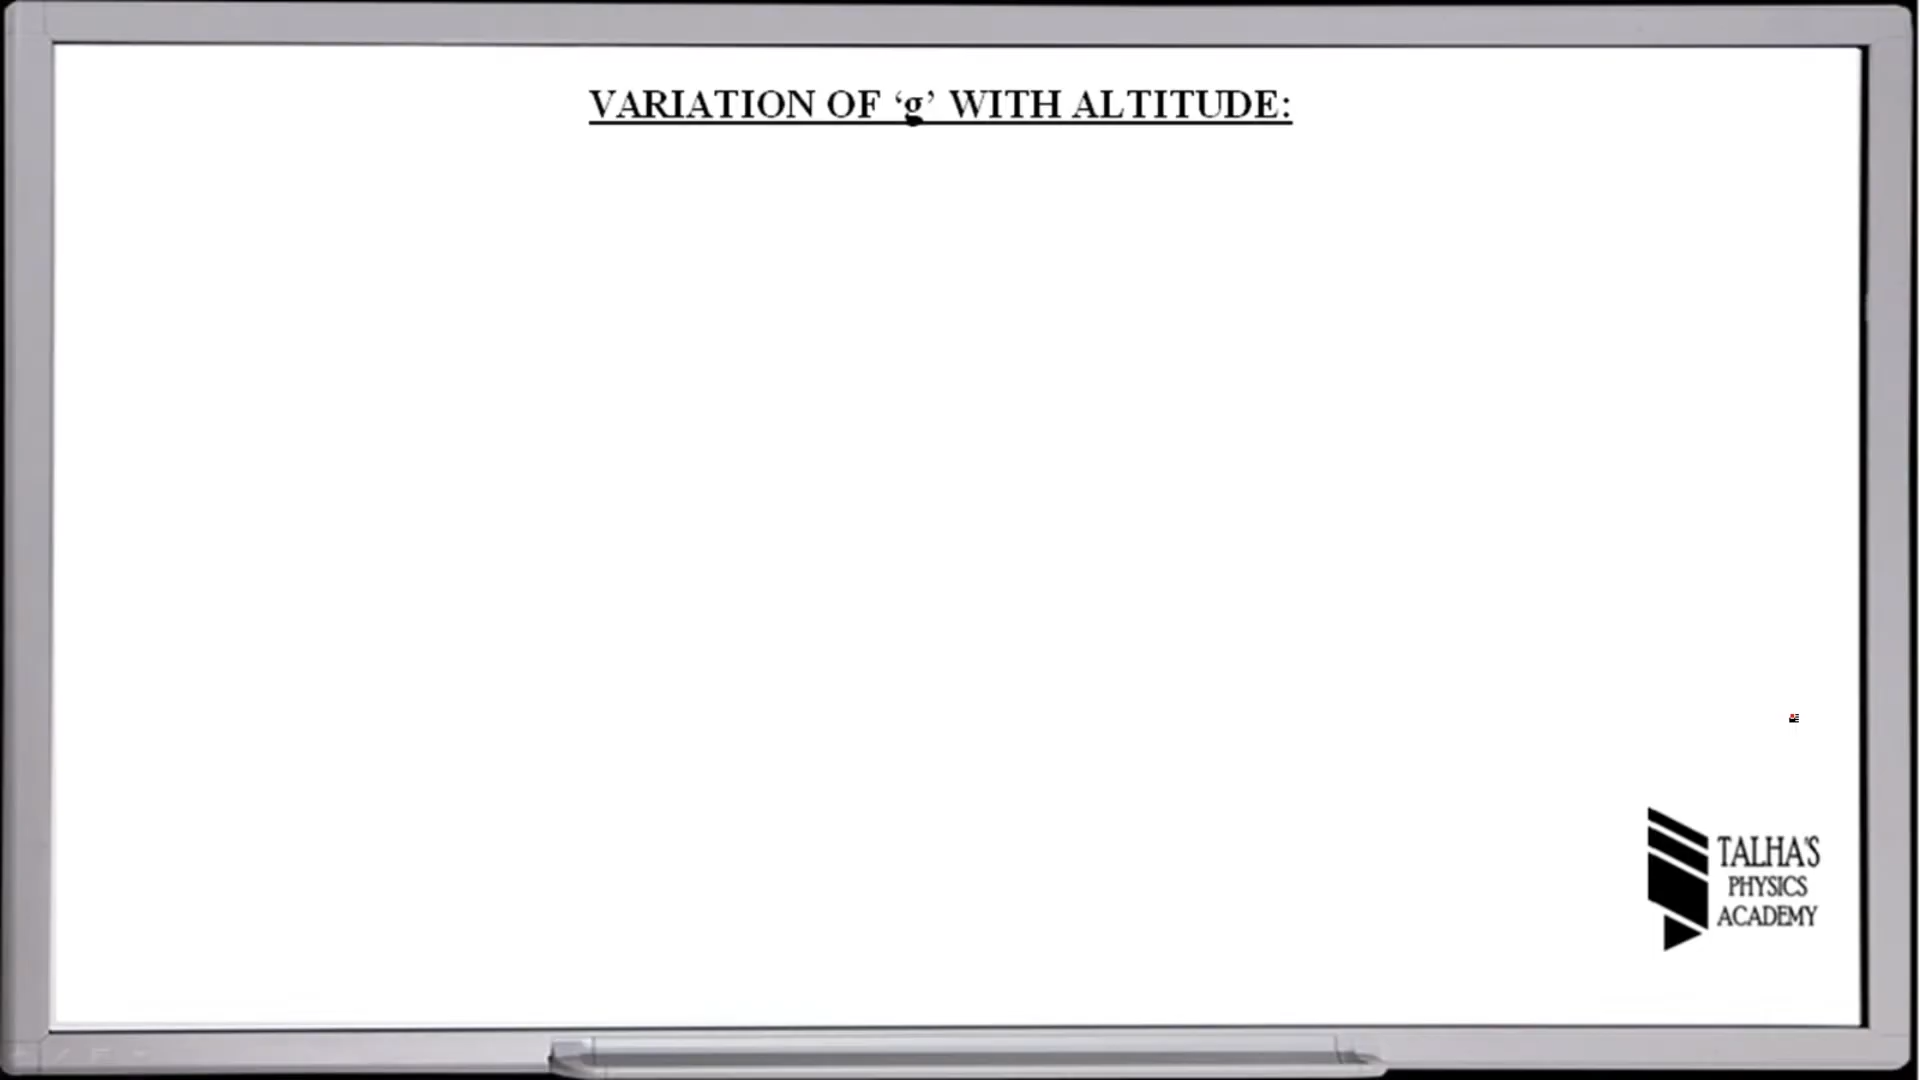 VARIATION OF ‘g’ WITH ALTITUDE:
TALHA'S
PHYSICS
ACADEMY